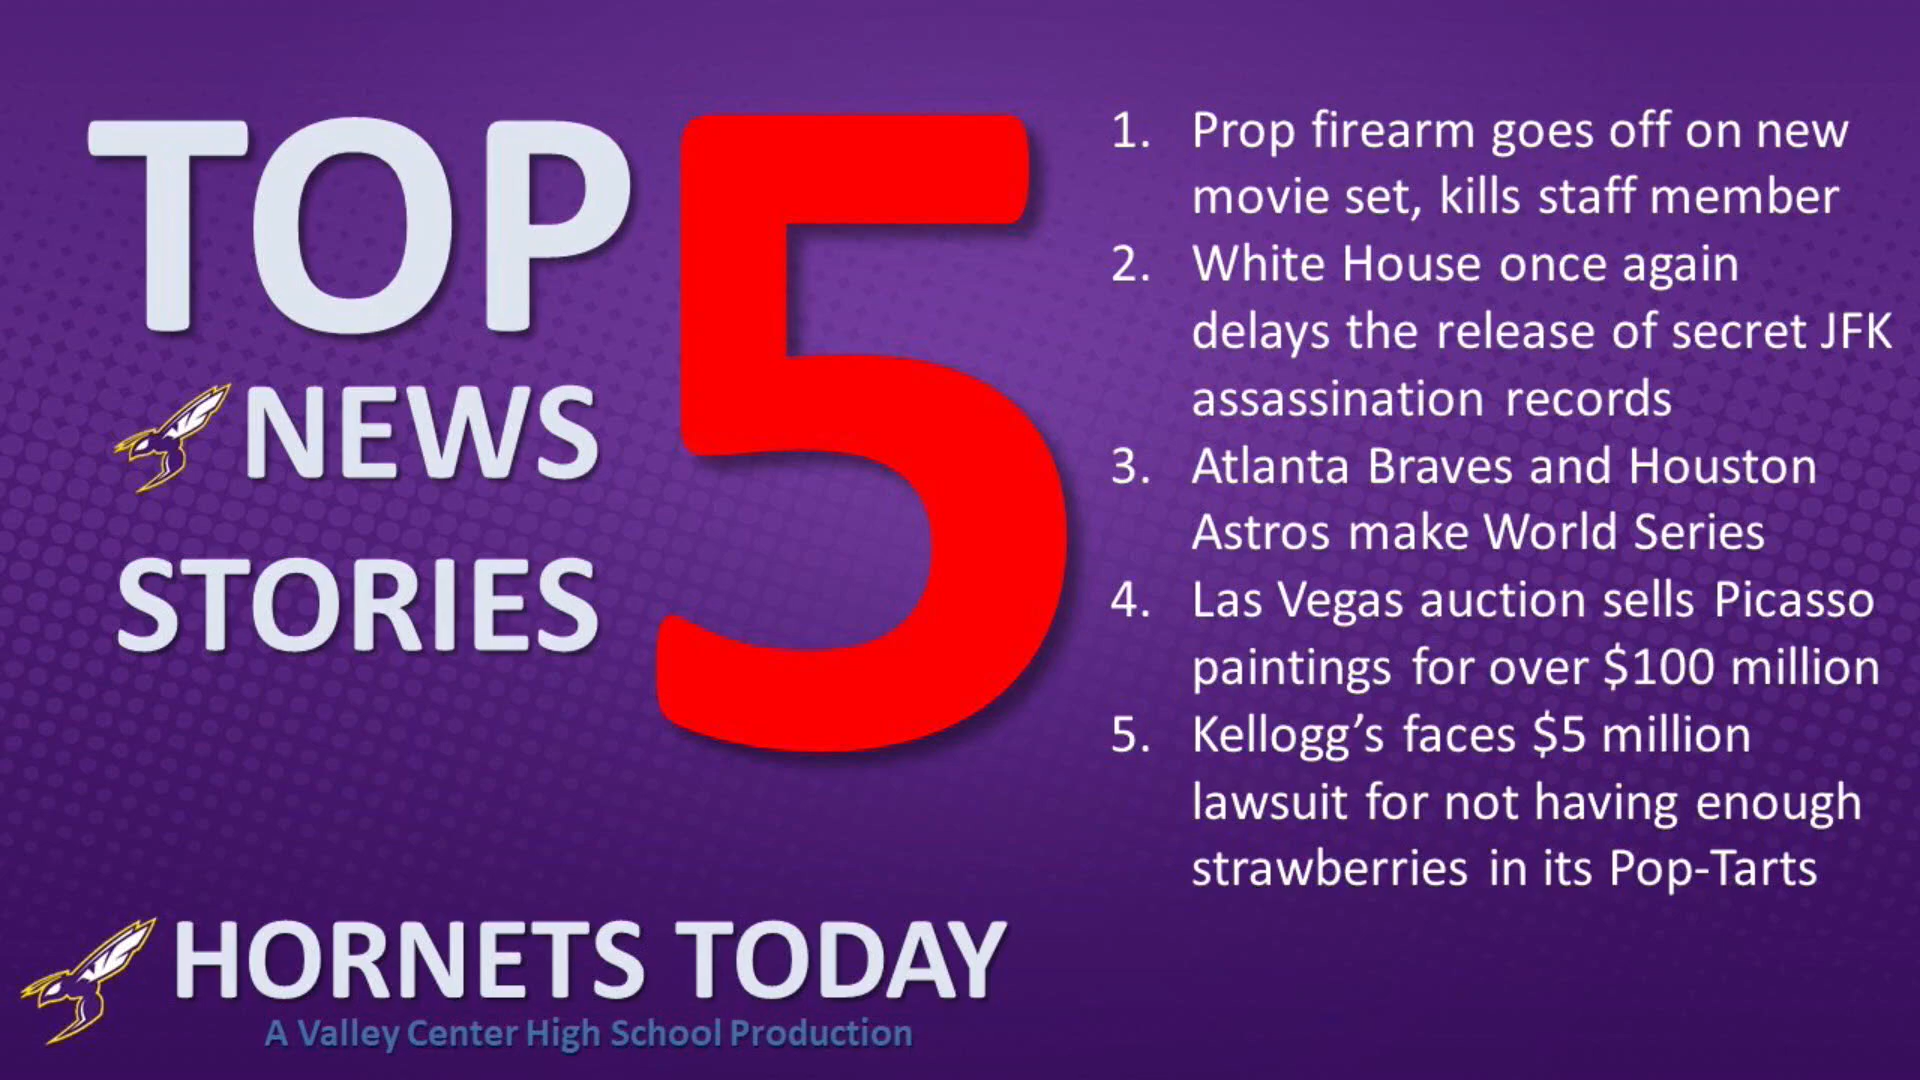 TOP 5
NEWS
STORIES
1. Prop firearm goes off on new
movie set, kills staff member
2. White House once again
delays the release of secret JFK
assassination records
3. Atlanta Braves and Houston
Astros make World Series
4. Las Vegas auction sells Picasso
paintings for over $100 million
5. Kellogg’s faces $5 million
lawsuit for not having enough
strawberries in its Pop-Tarts
HORNETS TODAY
A Valley Center High School Production